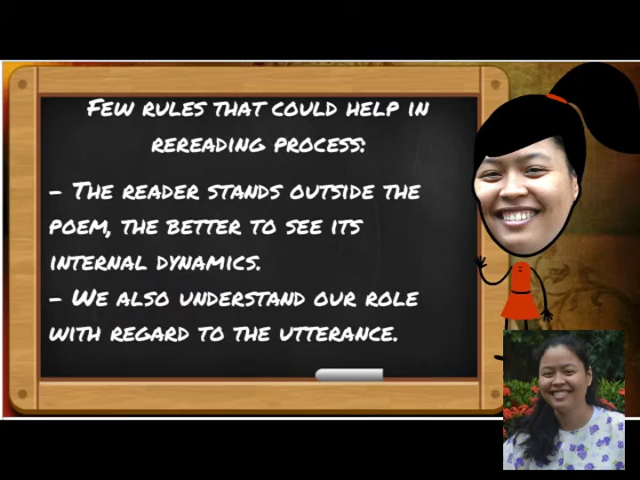 FEW RULES THAT COULD HELP IN
REREADING PROCESS:
- THE READER STANDS OUTSIDE THE
POEM, THE BETTER TO SEE ITS
INTERNAL DYNAMICS.
- WE ALSO UNDERSTAND OUR ROLE
WITH REGARD TO THE UTTERANCE.